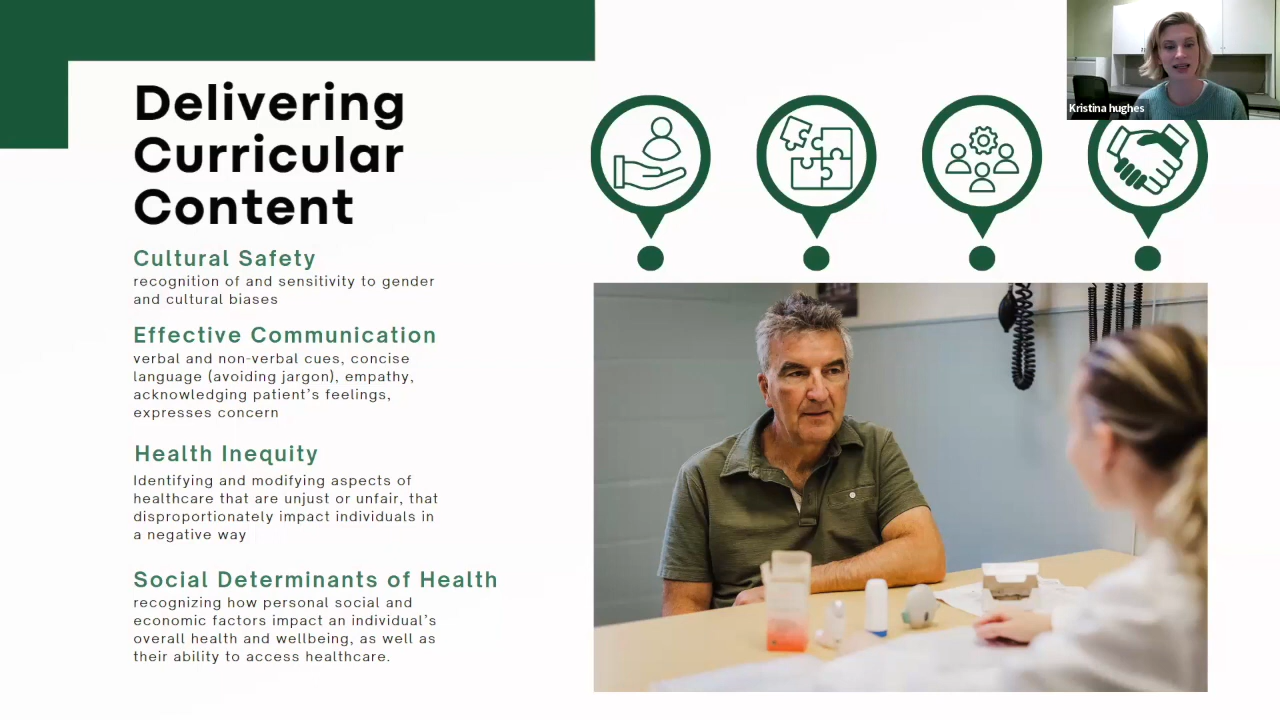 Delivering
Curricular
Content
Cultural Safety
recognition of and sensitivity to gender
and cultural biases
Effective Communication
verbal and non-verbal cues, concise
language (avoiding jargon), empathy,
acknowledging patient's feelings,
expresses concern
Health Inequity
Identifying and modifying aspects of
healthcare that are unjust or unfair, that
disproportionately impact individuals in
a negative way
Social Determinants of Health
recognizing how personal social and
economic factors impact an individual's
overall health and wellbeing, as well as
their ability to access healthcare.
Kristina hughes